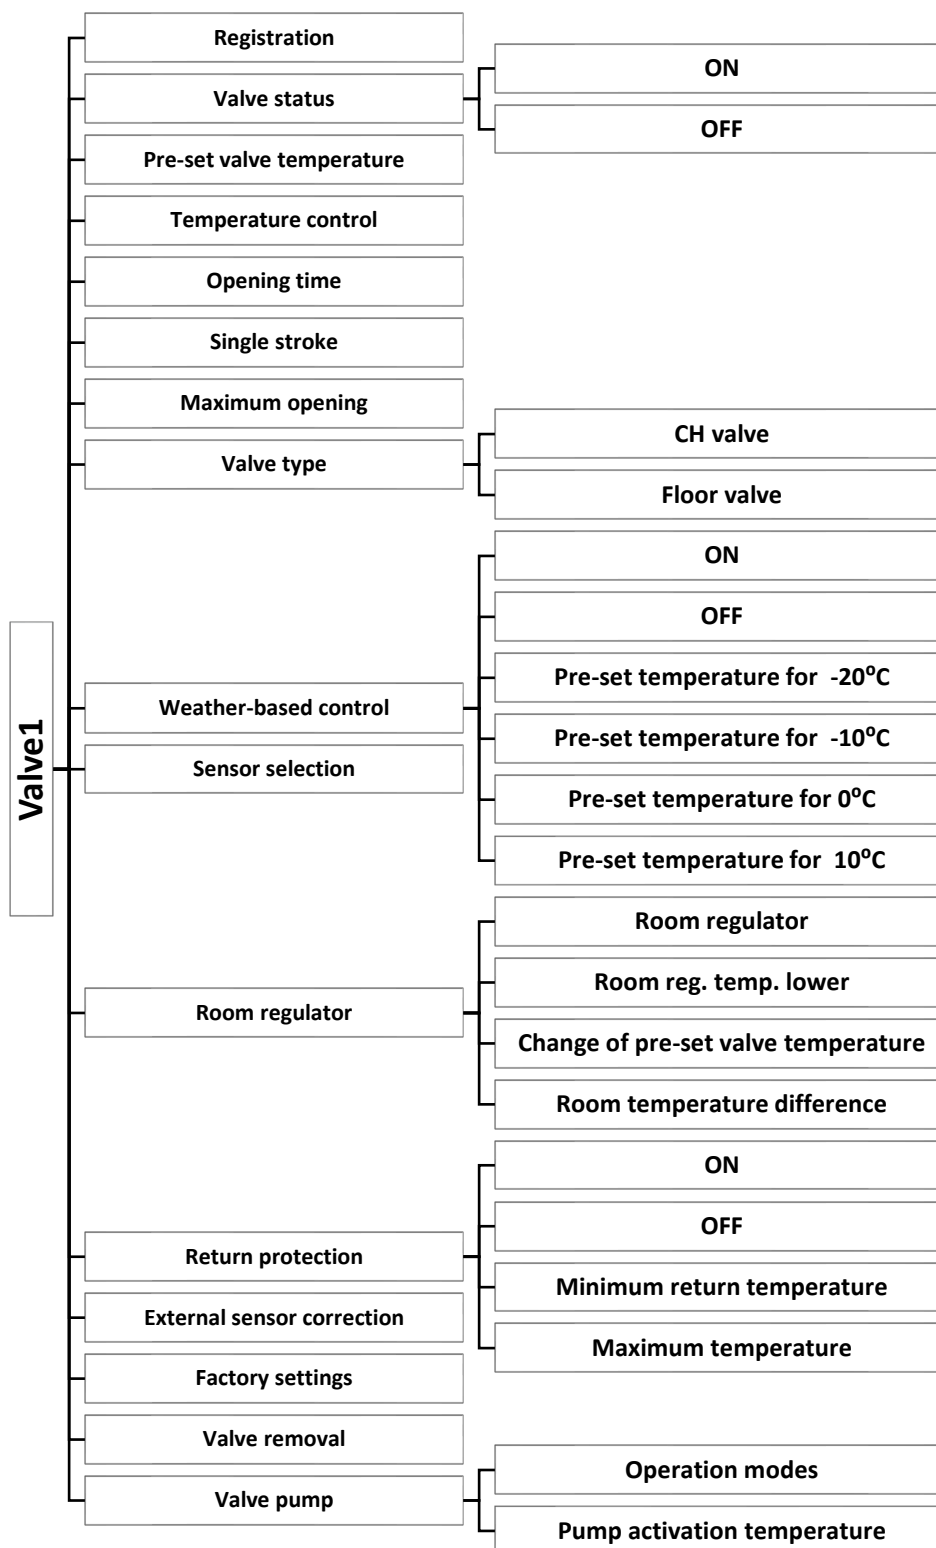 Valve1
Registration
Valve status
ON
OFF
Pre-set valve temperature
Temperature control
Opening time
Single stroke
Maximum opening
Valve type
CH valve
Floor valve
Weather-based control
ON
OFF
Pre-set temperature for -20⁰C
Pre-set temperature for -10⁰C
Pre-set temperature for 0⁰C
Pre-set temperature for 10⁰C
Sensor selection
Room regulator
Room regulator
Room reg. temp. lower
Change of pre-set valve temperature
Room temperature difference
Return protection
ON
OFF
Minimum return temperature
Maximum temperature
External sensor correction
Factory settings
Valve removal
Valve pump
Operation modes
Pump activation temperature